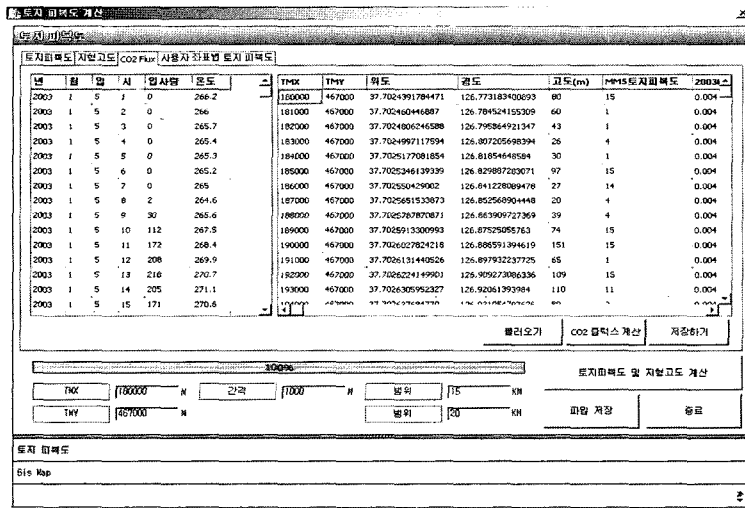 토지 피복도 계산
토지피복도 지형고도 CO2 Flux 사용자 좌표별 토지 피복도
년 월 일 시 일사량 온도
2003 1 5 1 0 266.2
2003 1 5 2 0 266
2003 1 5 3 0 265.7
2003 1 5 4 0 265.4
2003 1 5 5 0 265.3
2003 1 5 6 0 265.2
2003 1 5 7 0 265
2003 1 5 8 2 264.6
2003 1 5 9 30 265.6
2003 1 5 10 112 267.5
2003 1 5 11 172 268.4
2003 1 5 12 208 269.9
2003 1 5 13 218 270.7
2003 1 5 14 205 271.1
2003 1 5 15 171 270.6
TMX TMY 위도 경도 고도(m) MM5토지피복도
180000 467000 37.7024391784471 126.773183400893 80 15 0.004
181000 467000 37.702460446887 126.784524155309 60 1 0.004
182000 467000 37.7024806246588 126.795864921347 43 1 0.004
183000 467000 37.7024997117594 126.807205698394 26 4 0.004
184000 467000 37.7025177081854 126.81854648584 30 1 0.004
185000 467000 37.7025346139339 126.829887283071 97 15 0.004
186000 467000 37.702550429002 126.841228089478 27 14 0.004
187000 467000 37.7025651533873 126.852568904448 20 4 0.004
188000 467000 37.7025787870871 126.863909727369 39 4 0.004
189000 467000 37.7025913300993 126.87525055763 74 15 0.004
190000 467000 37.7026027824218 126.886591394619 151 15 0.004
191000 467000 37.7026131440526 126.897932237725 65 1 0.004
192000 467000 37.7026224149901 126.909273086336 109 15 0.004
193000 467000 37.7026305952327 126.92061393984 110 11 0.004
불러오기 CO2 플럭스 계산 저장하기
100%
TMX 180000 M 간격 1000 M 범위 15 KM
TMY 467000 M 범위 20 KM
토지피복도 및 지형고도 계산
파일 저장 종료
토지 피복도
Gis Map